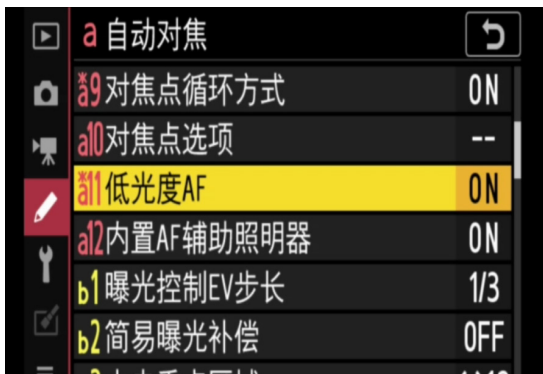 a 自动对焦
a9 对焦点循环方式 ON
a10 对焦点选项 --
a11 低光度AF ON
a12 内置AF辅助照明器 ON
b1 曝光控制EV步长 1/3
b2 简易曝光补偿 OFF